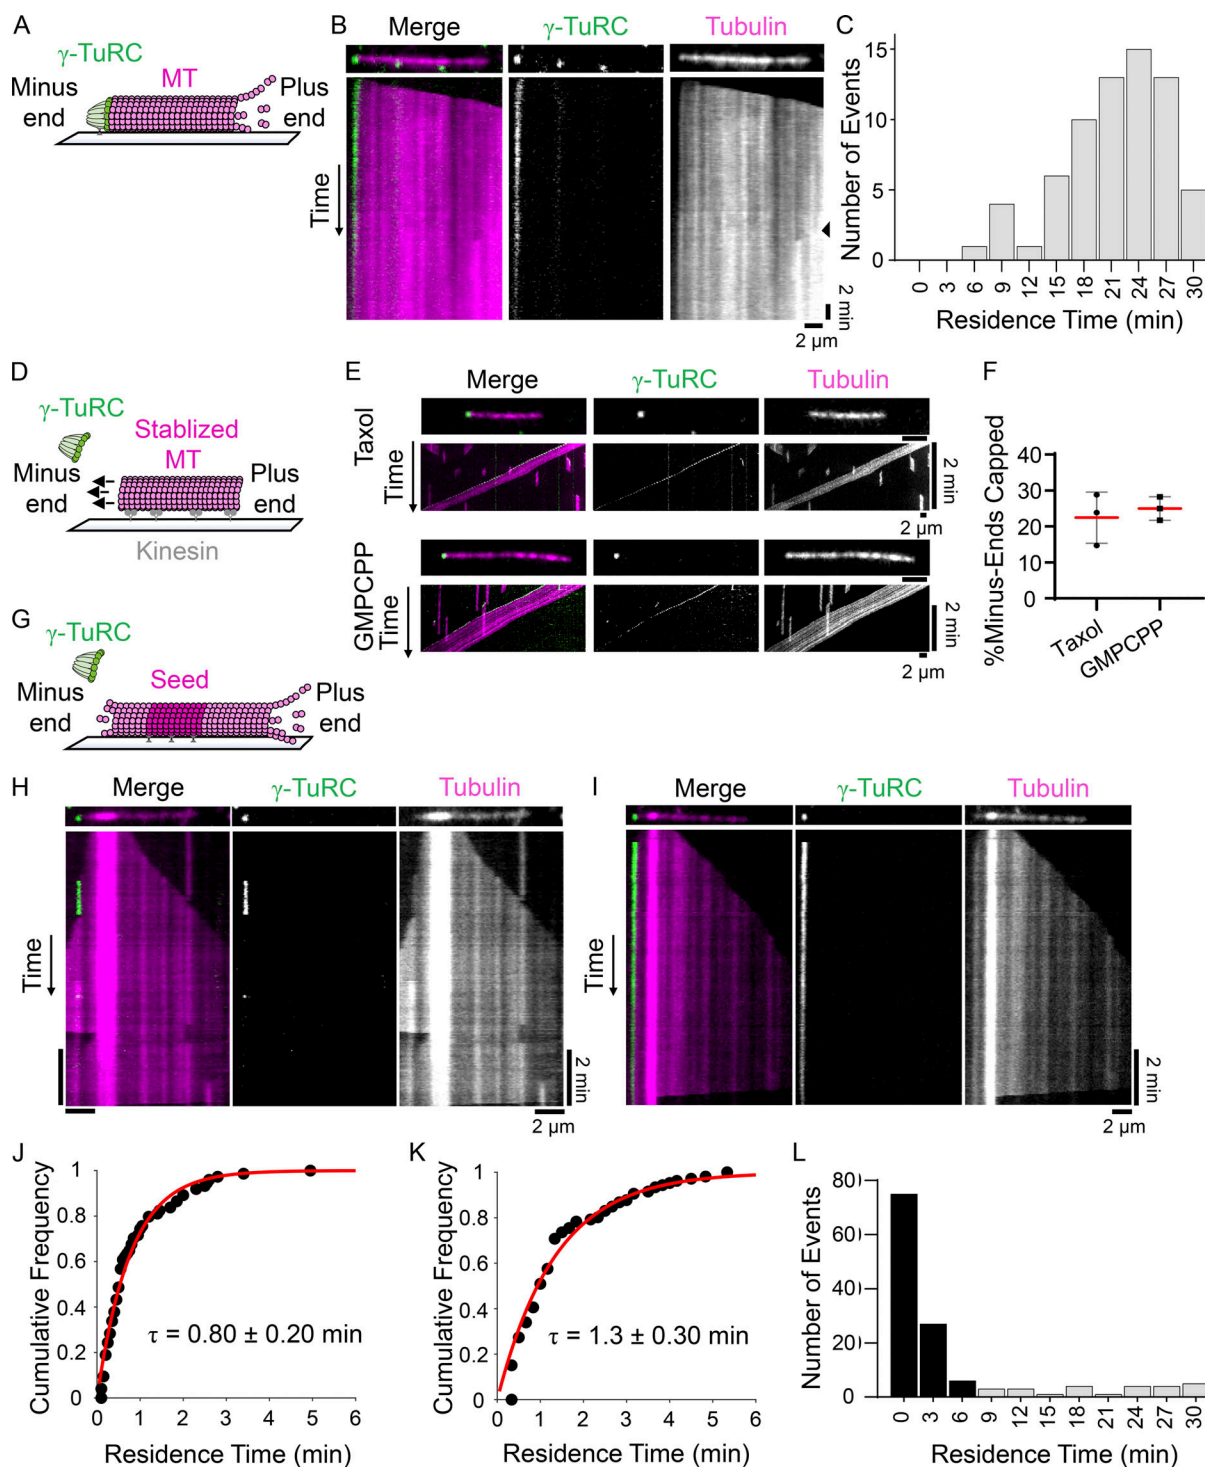 A
γ-TuRC
Minus end
MT
Plus end
B
Merge
γ-TuRC
Tubulin
Time
2 min
2 µm
C
Number of Events
15
10
5
0
0 3 6 9 12 15 18 21 24 27 30
Residence Time (min)
D
γ-TuRC
Stablized MT
Minus end
Plus end
Kinesin
E
Merge
γ-TuRC
Tubulin
Taxol
Time
2 min
2 µm
GMPCPP
Time
2 min
2 µm
F
%Minus-Ends Capped
40
30
20
10
0
Taxol
GMPCPP
G
γ-TuRC
Minus end
Seed
Plus end
H
Merge
γ-TuRC
Tubulin
Time
2 min
2 µm
I
Merge
γ-TuRC
Tubulin
Time
2 min
2 µm
J
Cumulative Frequency
1
0.8
0.6
0.4
0.2
0
τ = 0.80 ± 0.20 min
0 1 2 3 4 5 6
Residence Time (min)
K
Cumulative Frequency
1
0.8
0.6
0.4
0.2
0
τ = 1.3 ± 0.30 min
0 1 2 3 4 5 6
Residence Time (min)
L
Number of Events
80
60
40
20
0
0 3 6 9 12 15 18 21 24 27 30
Residence Time (min)